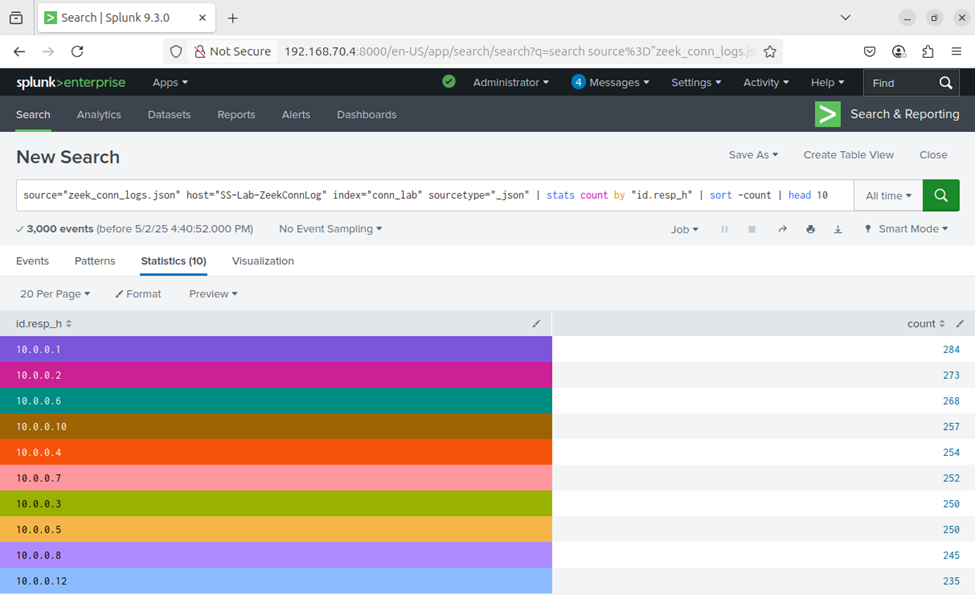 Search | Splunk 9.3.0
Not Secure 192.168.70.4:8000/en-US/app/search/search?q=search source%3D"zeek_conn_logs.js
splunk>enterprise Apps Administrator 4 Messages Settings Activity Help Find
Search Analytics Datasets Reports Alerts Dashboards Search & Reporting
New Search Save As Create Table View Close
source="zeek_conn_logs.json" host="SS-Lab-ZeekConnLog" index="conn_lab" sourcetype="_json" | stats count by "id.resp_h" | sort -count | head 10 All time
3,000 events (before 5/2/25 4:40:52.000 PM) No Event Sampling Job Smart Mode
Events Patterns Statistics (10) Visualization
20 Per Page Format Preview
id.resp_h count
10.0.0.1 284
10.0.0.2 273
10.0.0.6 268
10.0.0.10 257
10.0.0.4 254
10.0.0.7 252
10.0.0.3 250
10.0.0.5 250
10.0.0.8 245
10.0.0.12 235